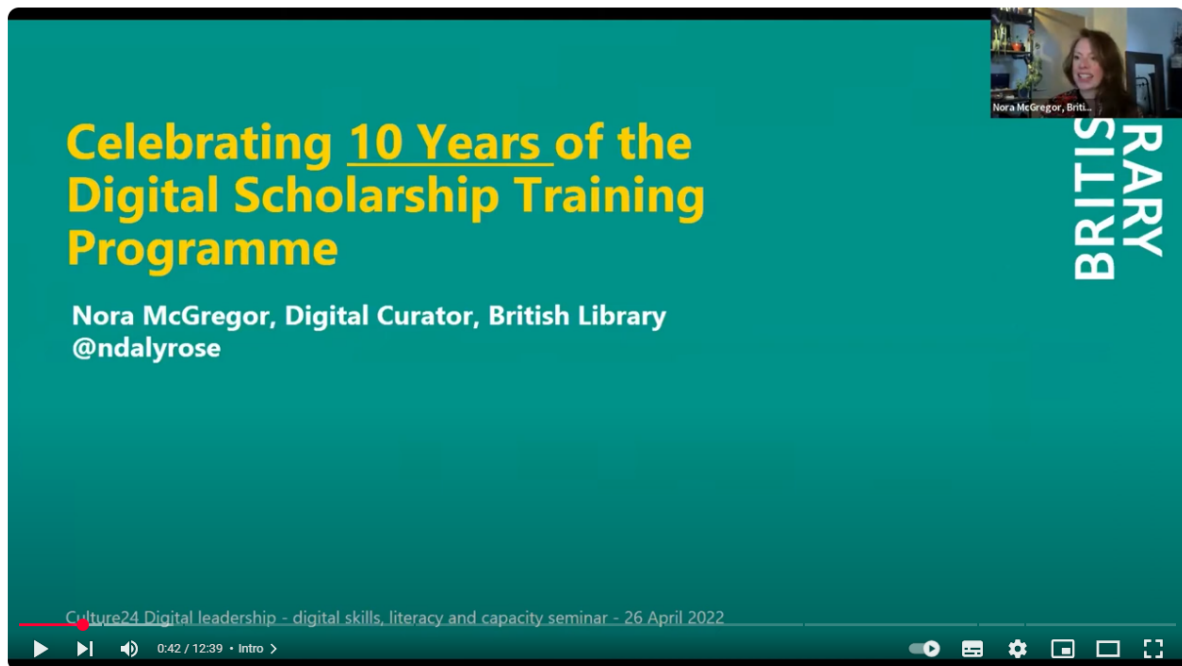 Celebrating 10 Years of the
Digital Scholarship Training
Programme
Nora McGregor, Digital Curator, British Library
@ndalyrose
Nora McGregor, Briti...
BRITIS
RARY
Culture24 Digital leadership - digital skills, literacy and capacity seminar - 26 April 2022
0:42 / 12:39 • Intro